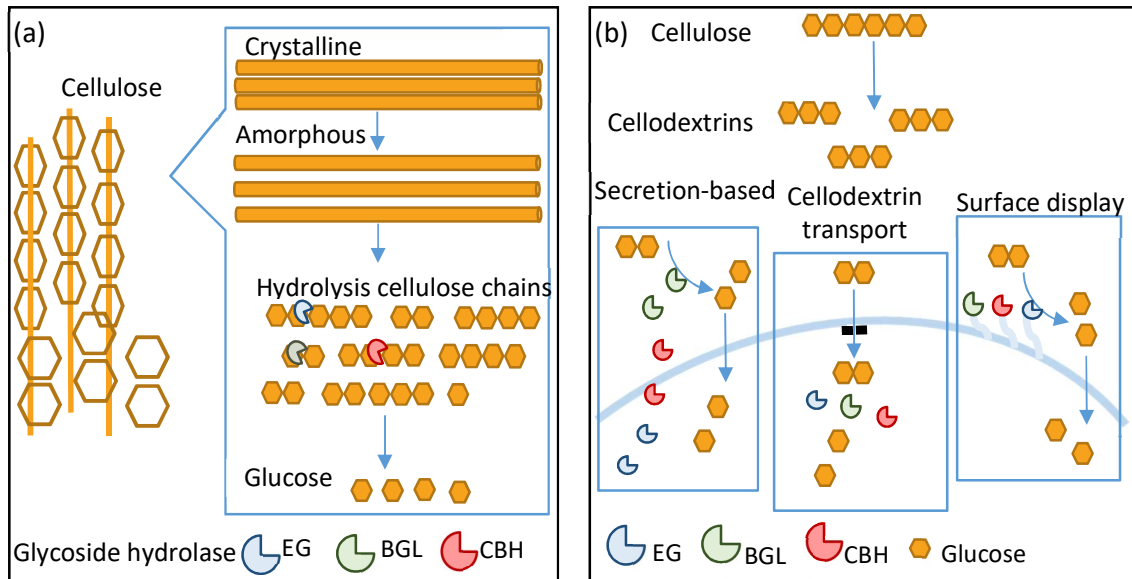 (a)
Crystalline
Cellulose
Amorphous
Hydrolysis cellulose chains
Glucose
Glycoside hydrolase EG BGL CBH
(b)
Cellulose
Cellodextrins
Secretion-based
Cellodextrin
transport
Surface display
EG BGL CBH Glucose